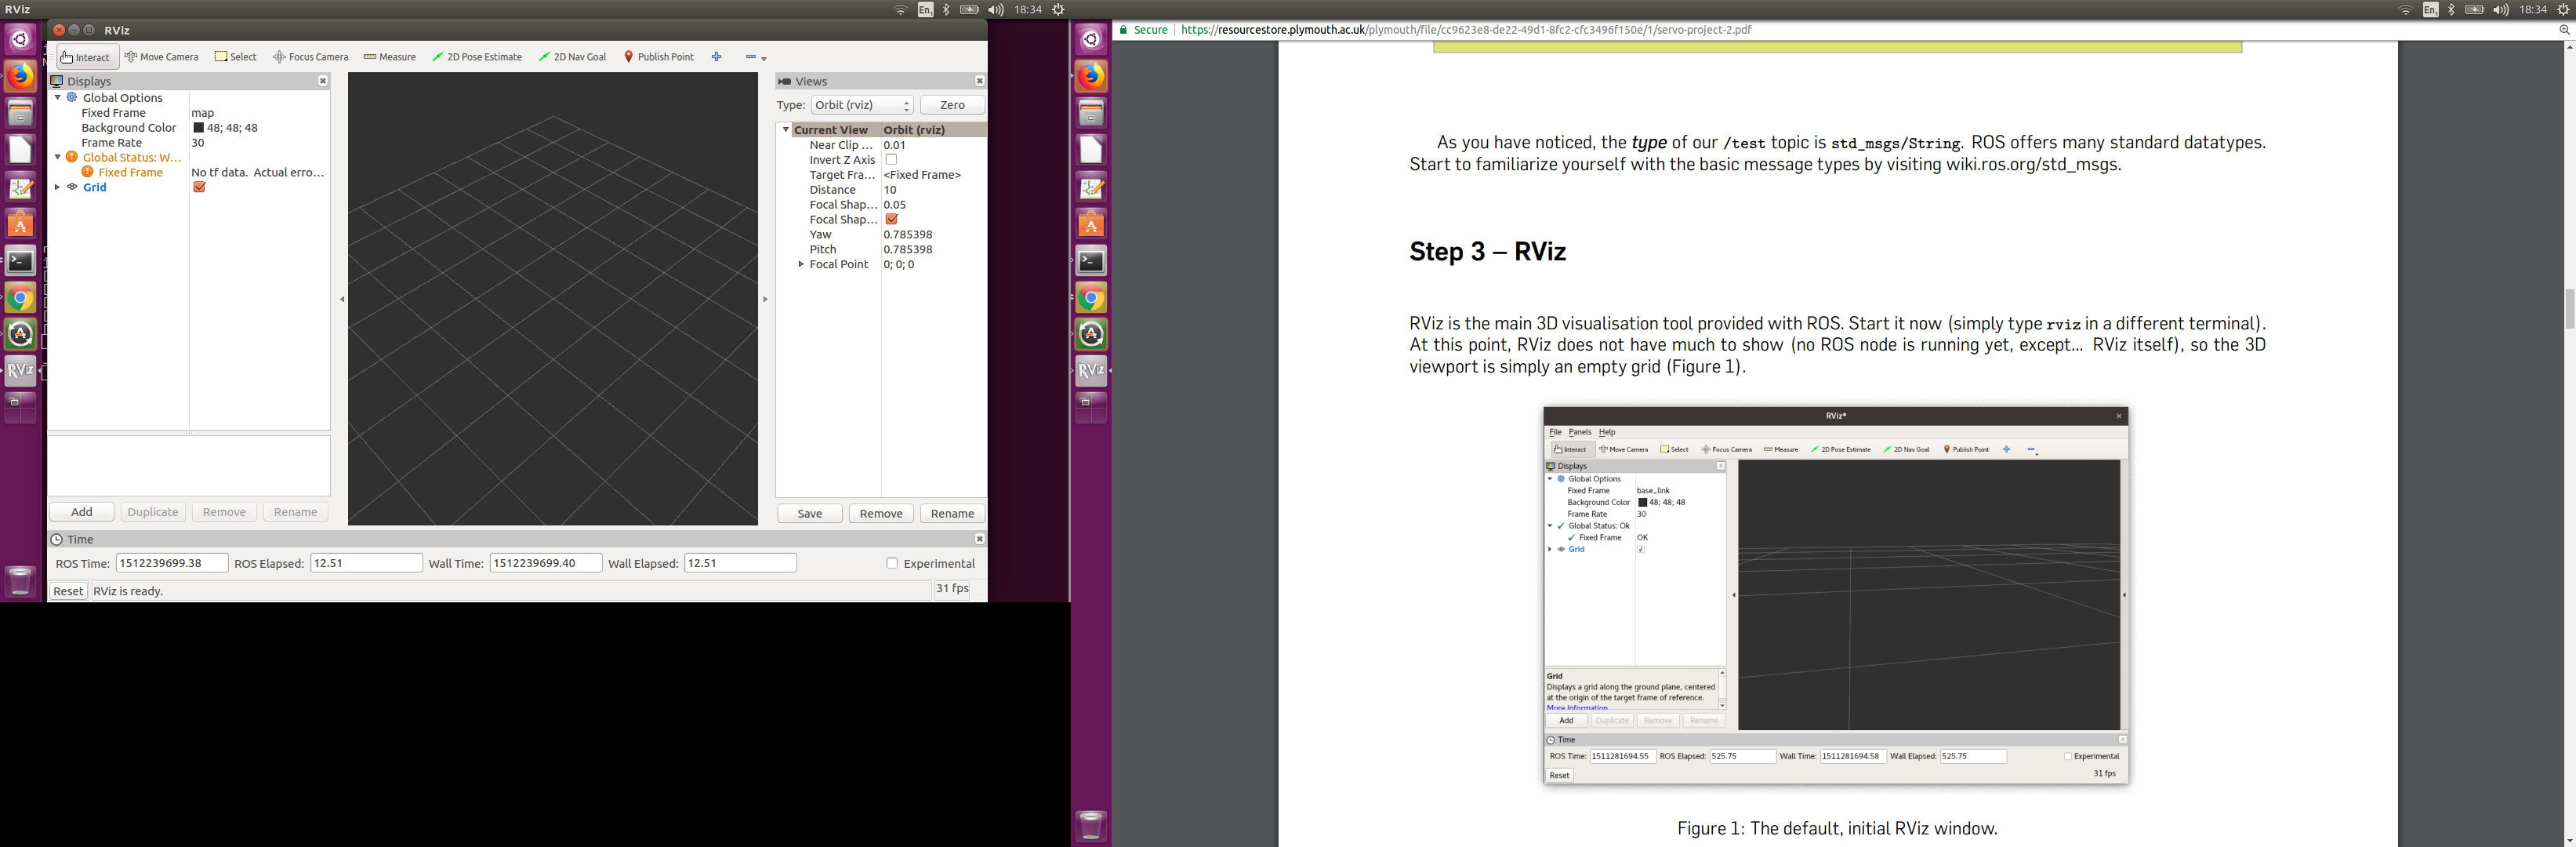 RViz
En
18:34
En
18:34
RViz
Interact Move Camera Select Focus Camera Measure 2D Pose Estimate 2D Nav Goal Publish Point
Displays
Global Options
Fixed Frame map
Background Color 48; 48; 48
Frame Rate 30
Global Status: W...
Fixed Frame No tf data. Actual erro...
Grid
Add Duplicate Remove Rename
Views
Type: Orbit (rviz) Zero
Current View Orbit (rviz)
Near Clip ... 0.01
Invert Z Axis
Target Fra... <Fixed Frame>
Distance 10
Focal Shap... 0.05
Focal Shap...
Yaw 0.785398
Pitch 0.785398
Focal Point 0; 0; 0
Save Remove Rename
Time
ROS Time: 1512239699.38 ROS Elapsed: 12.51 Wall Time: 1512239699.40 Wall Elapsed: 12.51 Experimental
Reset RViz is ready. 31 fps
RViz
RViz
Secure https://resourcestore.plymouth.ac.uk/plymouth/file/cc9623e8-de22-49d1-8fc2-cfc3496f150e/1/servo-project-2.pdf
As you have noticed, the type of our /test topic is std_msgs/String. ROS offers many standard datatypes.
Start to familiarize yourself with the basic message types by visiting wiki.ros.org/std_msgs.
Step 3 – RViz
RViz is the main 3D visualisation tool provided with ROS. Start it now (simply type rviz in a different terminal).
At this point, RViz does not have much to show (no ROS node is running yet, except... RViz itself), so the 3D
viewport is simply an empty grid (Figure 1).
RViz*
File Panels Help
Interact Move Camera Select Focus Camera Measure 2D Pose Estimate 2D Nav Goal Publish Point
Displays
Global Options
Fixed Frame base_link
Background Color 48; 48; 48
Frame Rate 30
Global Status: Ok
Fixed Frame OK
Grid
Grid
Displays a grid along the ground plane, centered
at the origin of the target frame of reference.
More Information
Add Duplicate Remove Rename
Time
ROS Time: 1511281694.55 ROS Elapsed: 525.75 Wall Time: 1511281694.58 Wall Elapsed: 525.75 Experimental
Reset 31 fps
Figure 1: The default, initial RViz window.